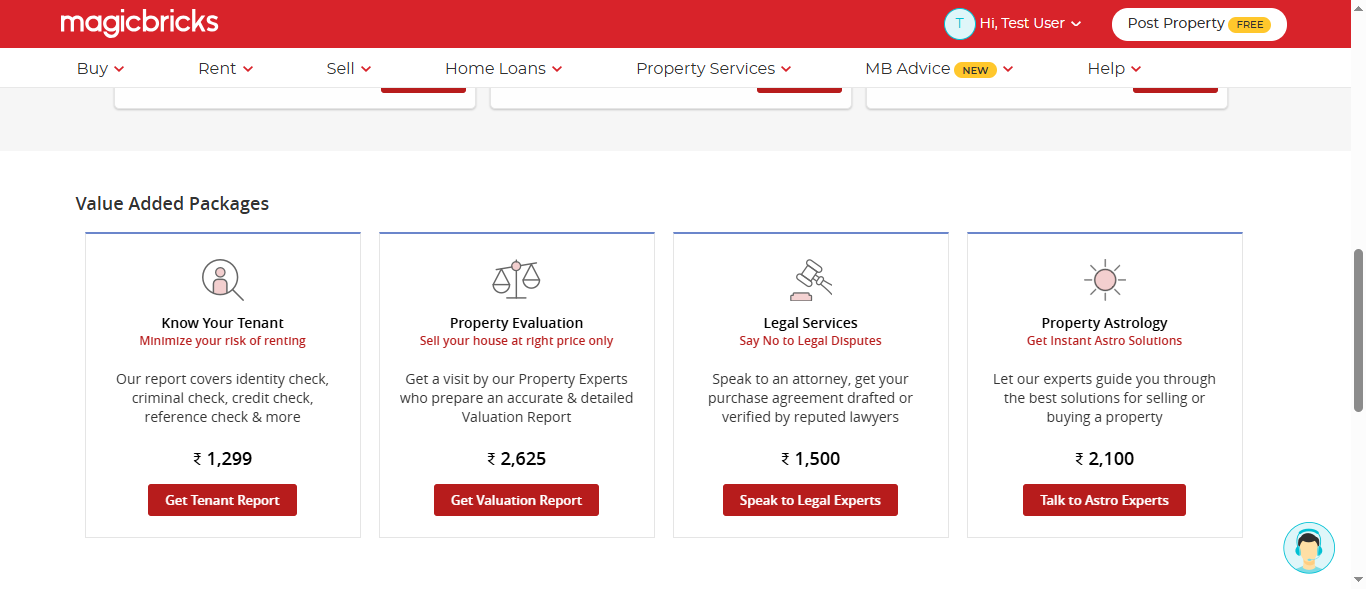 magicbricks
T Hi, Test User
Post Property FREE
Buy Rent Sell Home Loans Property Services MB Advice NEW Help
Value Added Packages
Know Your Tenant
Minimize your risk of renting
Our report covers identity check,
criminal check, credit check,
reference check & more
₹ 1,299
Get Tenant Report
Property Evaluation
Sell your house at right price only
Get a visit by our Property Experts
who prepare an accurate & detailed
Valuation Report
₹ 2,625
Get Valuation Report
Legal Services
Say No to Legal Disputes
Speak to an attorney, get your
purchase agreement drafted or
verified by reputed lawyers
₹ 1,500
Speak to Legal Experts
Property Astrology
Get Instant Astro Solutions
Let our experts guide you through
the best solutions for selling or
buying a property
₹ 2,100
Talk to Astro Experts